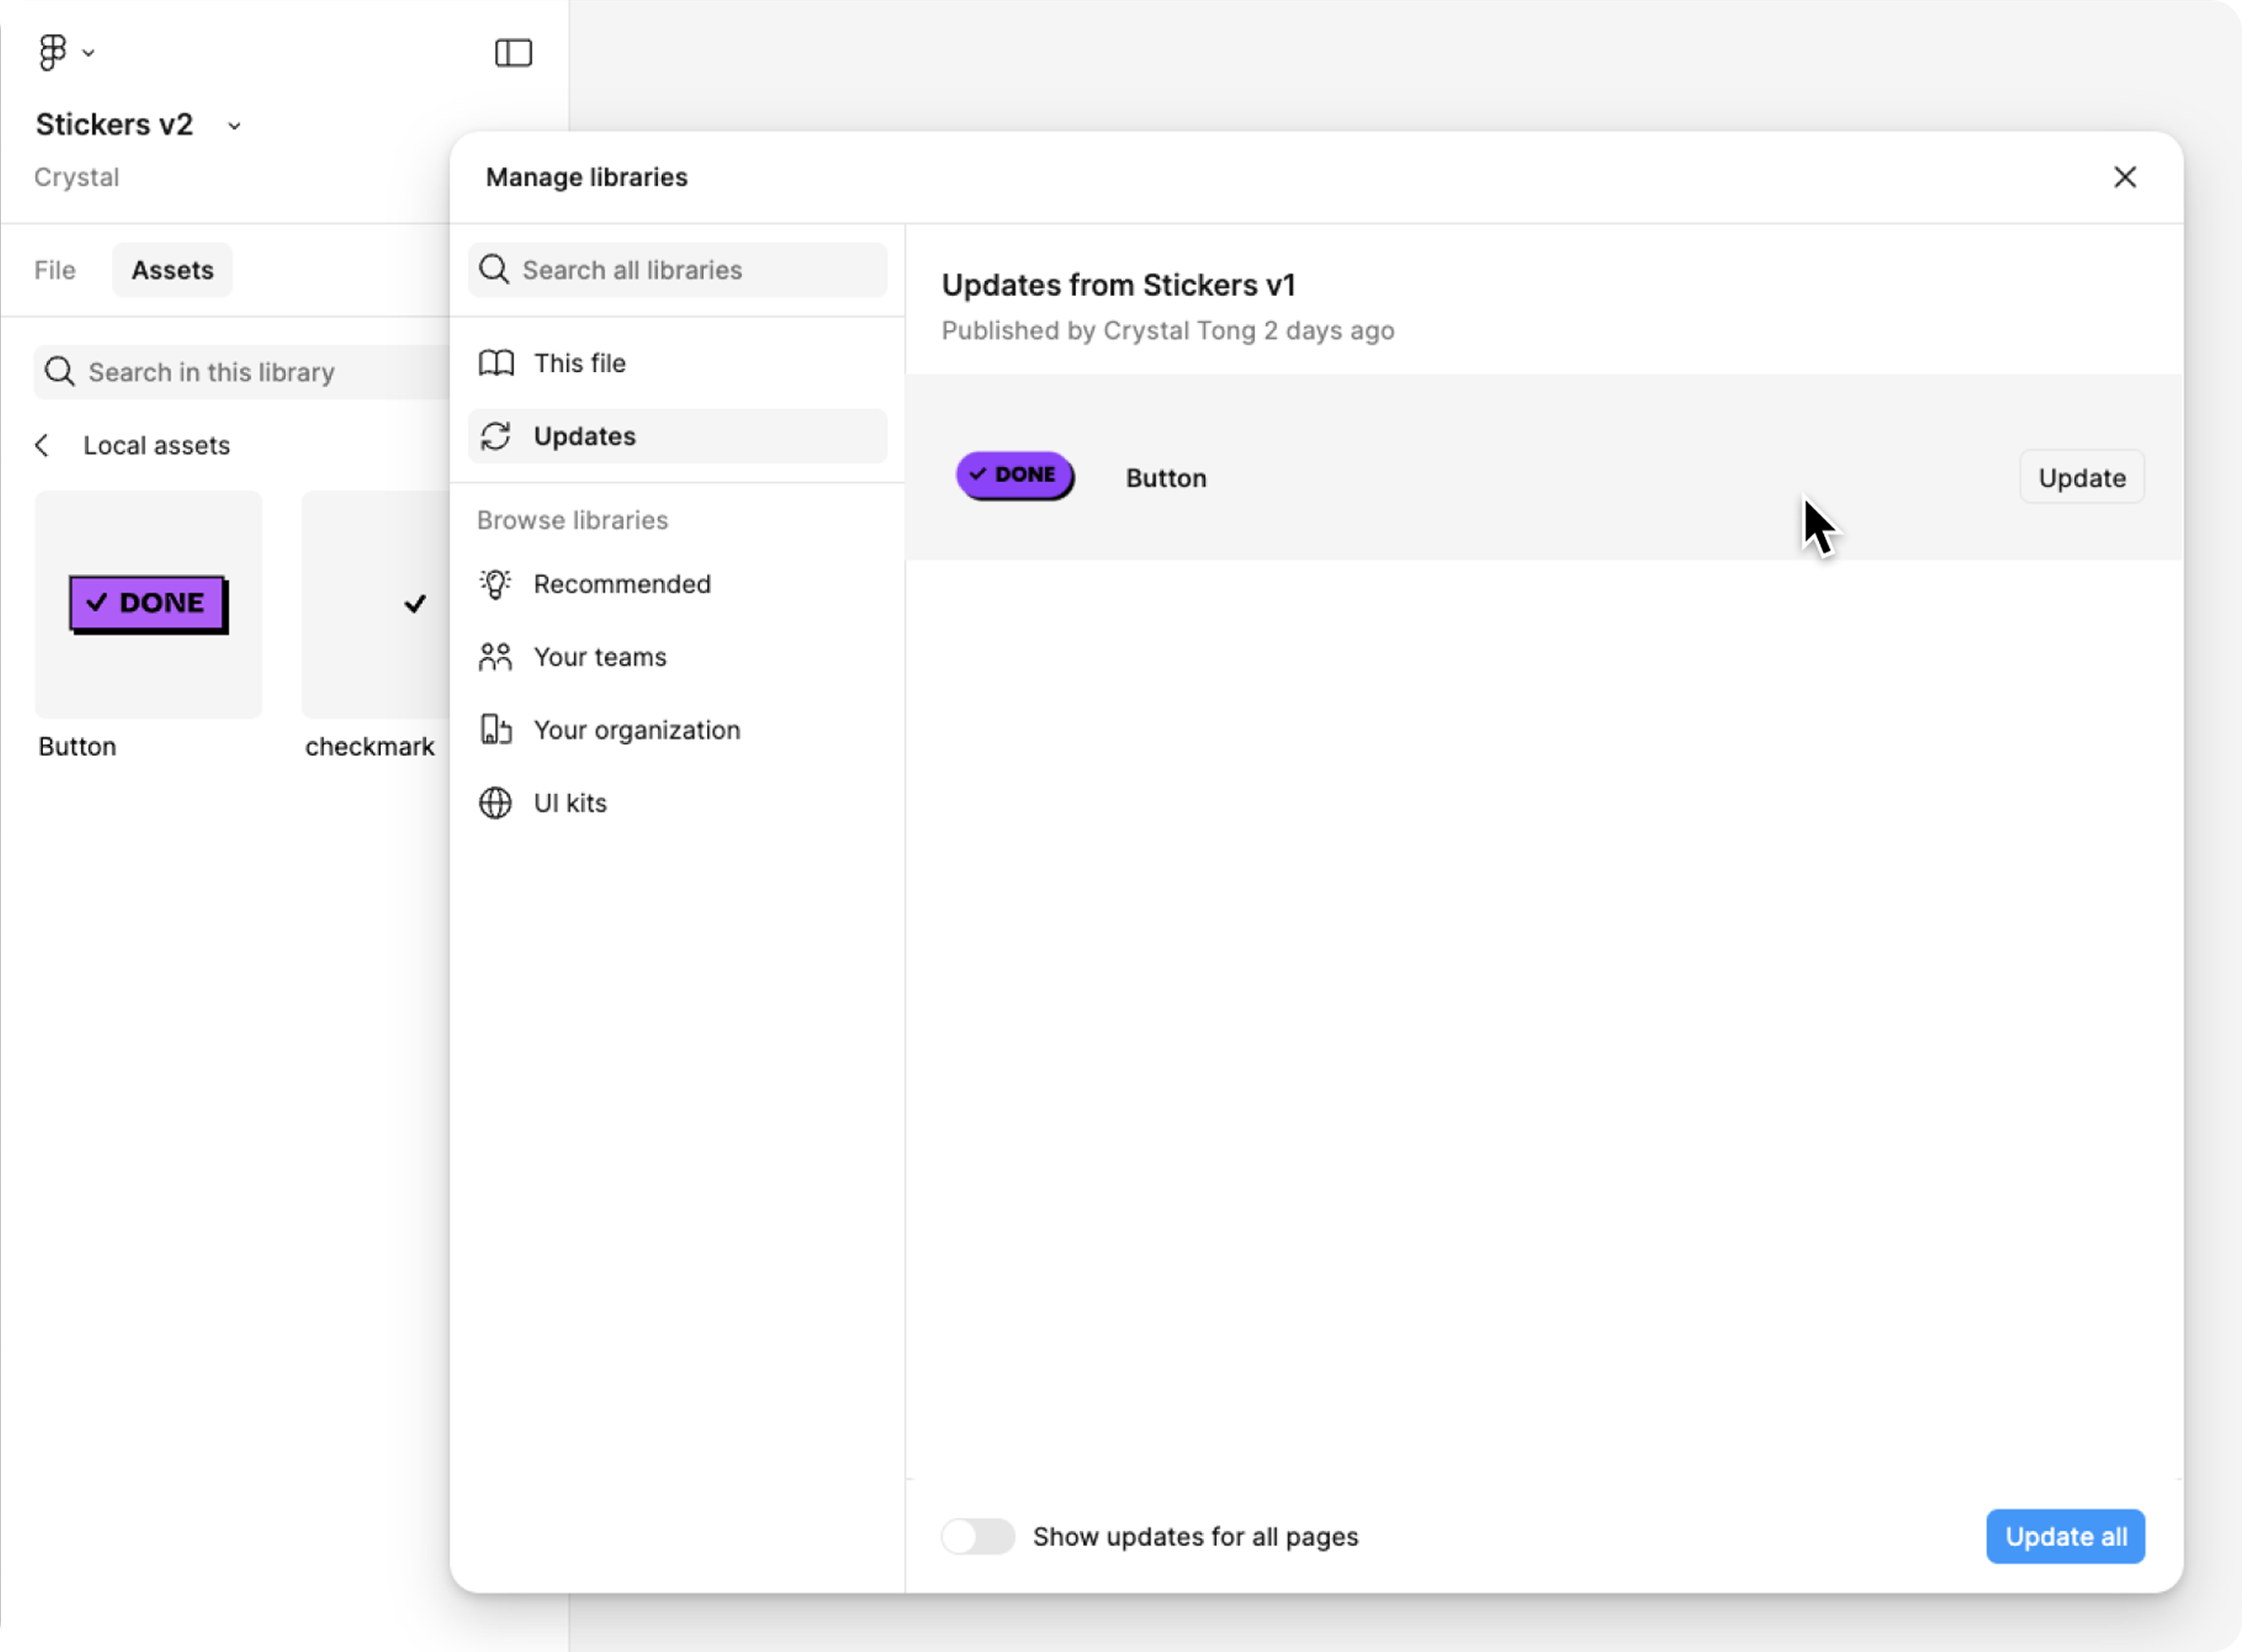 Stickers v2
Crystal
File
Assets
Search in this library
Local assets
✓ DONE
✓
Button
checkmark
Manage libraries
Search all libraries
This file
Updates
Browse libraries
Recommended
Your teams
Your organization
UI kits
Updates from Stickers v1
Published by Crystal Tong 2 days ago
✓ DONE
Button
Update
Show updates for all pages
Update all